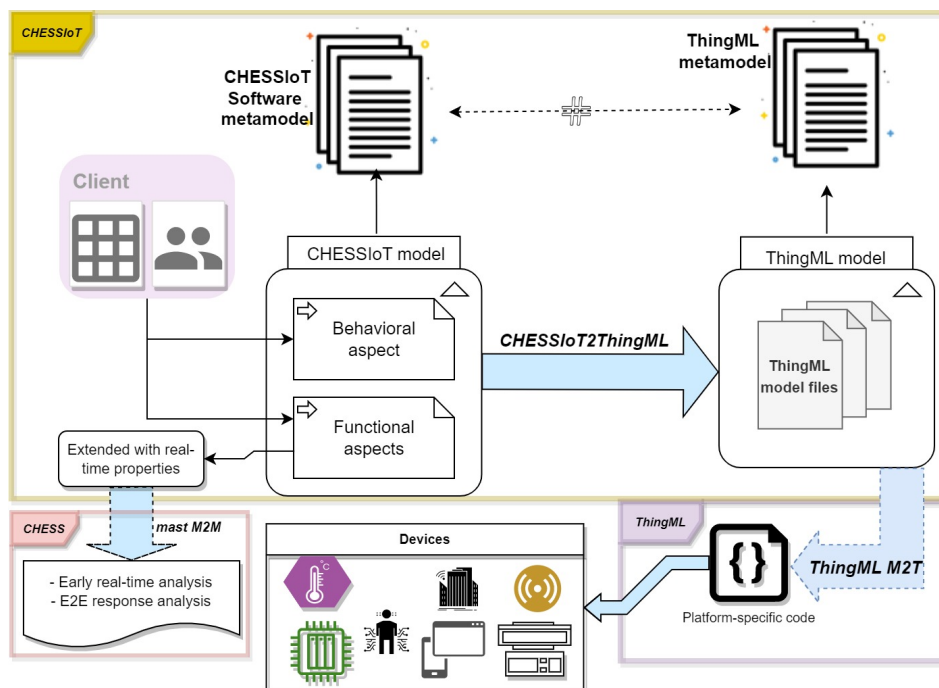 CHESSIoT
CHESSIoT
Software
metamodel
ThingML
metamodel
Client
CHESSIoT model
ThingML model
Behavioral
aspect
CHESSIoT2ThingML
ThingML
model files
Functional
aspects
Extended with real-
time properties
CHESS
mast M2M
- Early real-time analysis
- E2E response analysis
Devices
°C
ThingML
{}
ThingML M2T
Platform-specific code